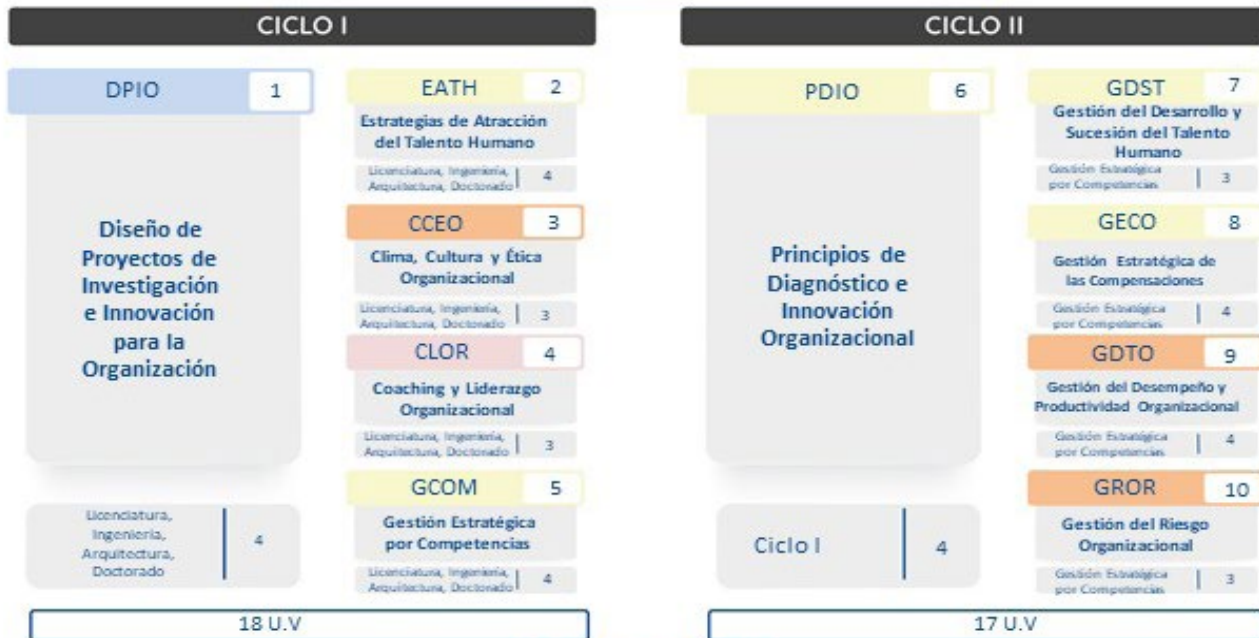 CICLO I
DPIO 1
Diseño de
Proyectos de
Investigación
e Innovación
para la
Organización
Licenciatura,
Ingeniería,
Arquitectura,
Doctorado
4
EATH 2
Estrategias de Atracción
del Talento Humano
Licenciatura, Ingeniería,
Arquitectura, Doctorado
4
CCEO 3
Clima, Cultura y Ética
Organizacional
Licenciatura, Ingeniería,
Arquitectura, Doctorado
3
CLOR 4
Coaching y Liderazgo
Organizacional
Licenciatura, Ingeniería,
Arquitectura, Doctorado
3
GCOM 5
Gestión Estratégica
por Competencias
Licenciatura, Ingeniería,
Arquitectura, Doctorado
4
18 U.V
CICLO II
PDIO 6
Principios de
Diagnóstico e
Innovación
Organizacional
Ciclo I
4
GDST 7
Gestión del Desarrollo y
Sucesión del Talento
Humano
Gestión Estratégica
por Competencias
3
GECO 8
Gestión Estratégica de
las Compensaciones
Gestión Estratégica
por Competencias
4
GDTO 9
Gestión del Desempeño y
Productividad Organizacional
Gestión Estratégica
por Competencias
4
GROR 10
Gestión del Riesgo
Organizacional
Gestión Estratégica
por Competencias
3
17 U.V